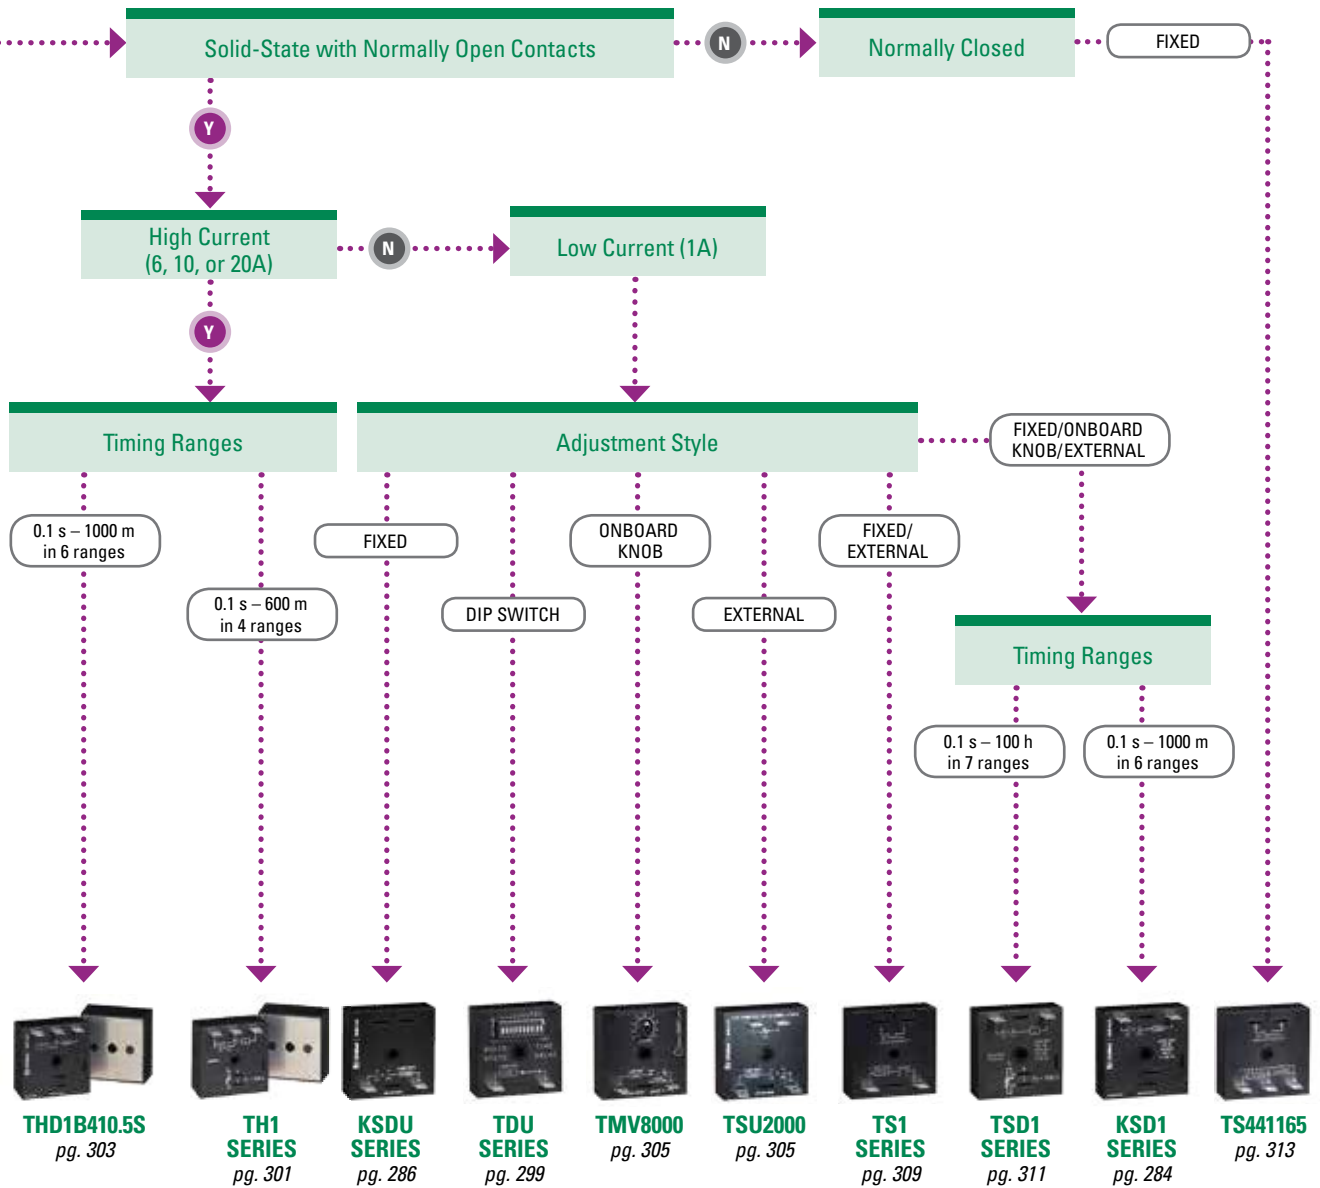 Solid-State with Normally Open Contacts
N
Normally Closed
FIXED
Y
High Current
(6, 10, or 20A)
N
Low Current (1A)
Y
Timing Ranges
Adjustment Style
FIXED/ONBOARD
KNOB/EXTERNAL
0.1 s – 1000 m
in 6 ranges
FIXED
ONBOARD
KNOB
FIXED/
EXTERNAL
0.1 s – 600 m
in 4 ranges
DIP SWITCH
EXTERNAL
Timing Ranges
0.1 s – 100 h
in 7 ranges
0.1 s – 1000 m
in 6 ranges
THD1B410.5S
pg. 303
TH1
SERIES
pg. 301
KSDU
SERIES
pg. 286
TDU
SERIES
pg. 299
TMV8000
pg. 305
TSU2000
pg. 305
TS1
SERIES
pg. 309
TSD1
SERIES
pg. 311
KSD1
SERIES
pg. 284
TS441165
pg. 313